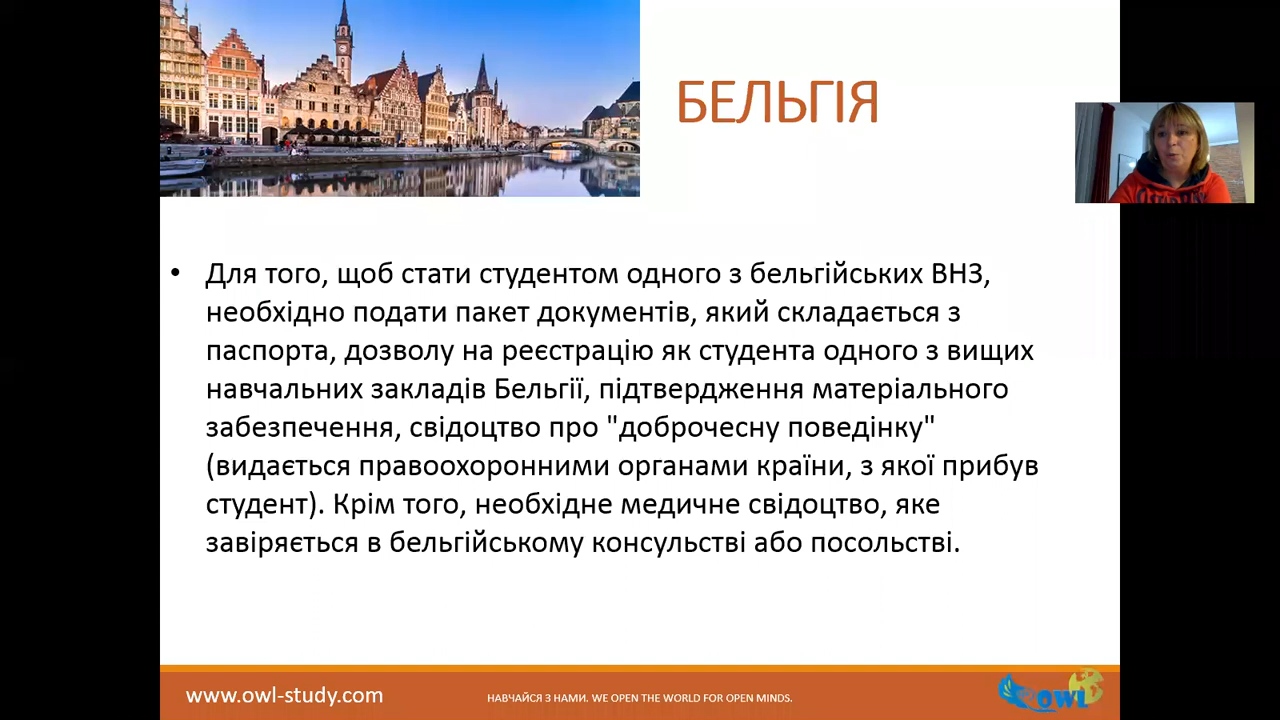 БЕЛЬГІЯ
• Для того, щоб стати студентом одного з бельгійських ВНЗ,
необхідно подати пакет документів, який складається з
паспорта, дозволу на реєстрацію як студента одного з вищих
навчальних закладів Бельгії, підтвердження матеріального
забезпечення, свідоцтво про "доброчесну поведінку"
(видається правоохоронними органами країни, з якої прибув
студент). Крім того, необхідне медичне свідоцтво, яке
завіряється в бельгійському консульстві або посольстві.
www.owl-study.com
НАВЧАЙСЯ З НАМИ. WE OPEN THE WORLD FOR OPEN MINDS.
OWL